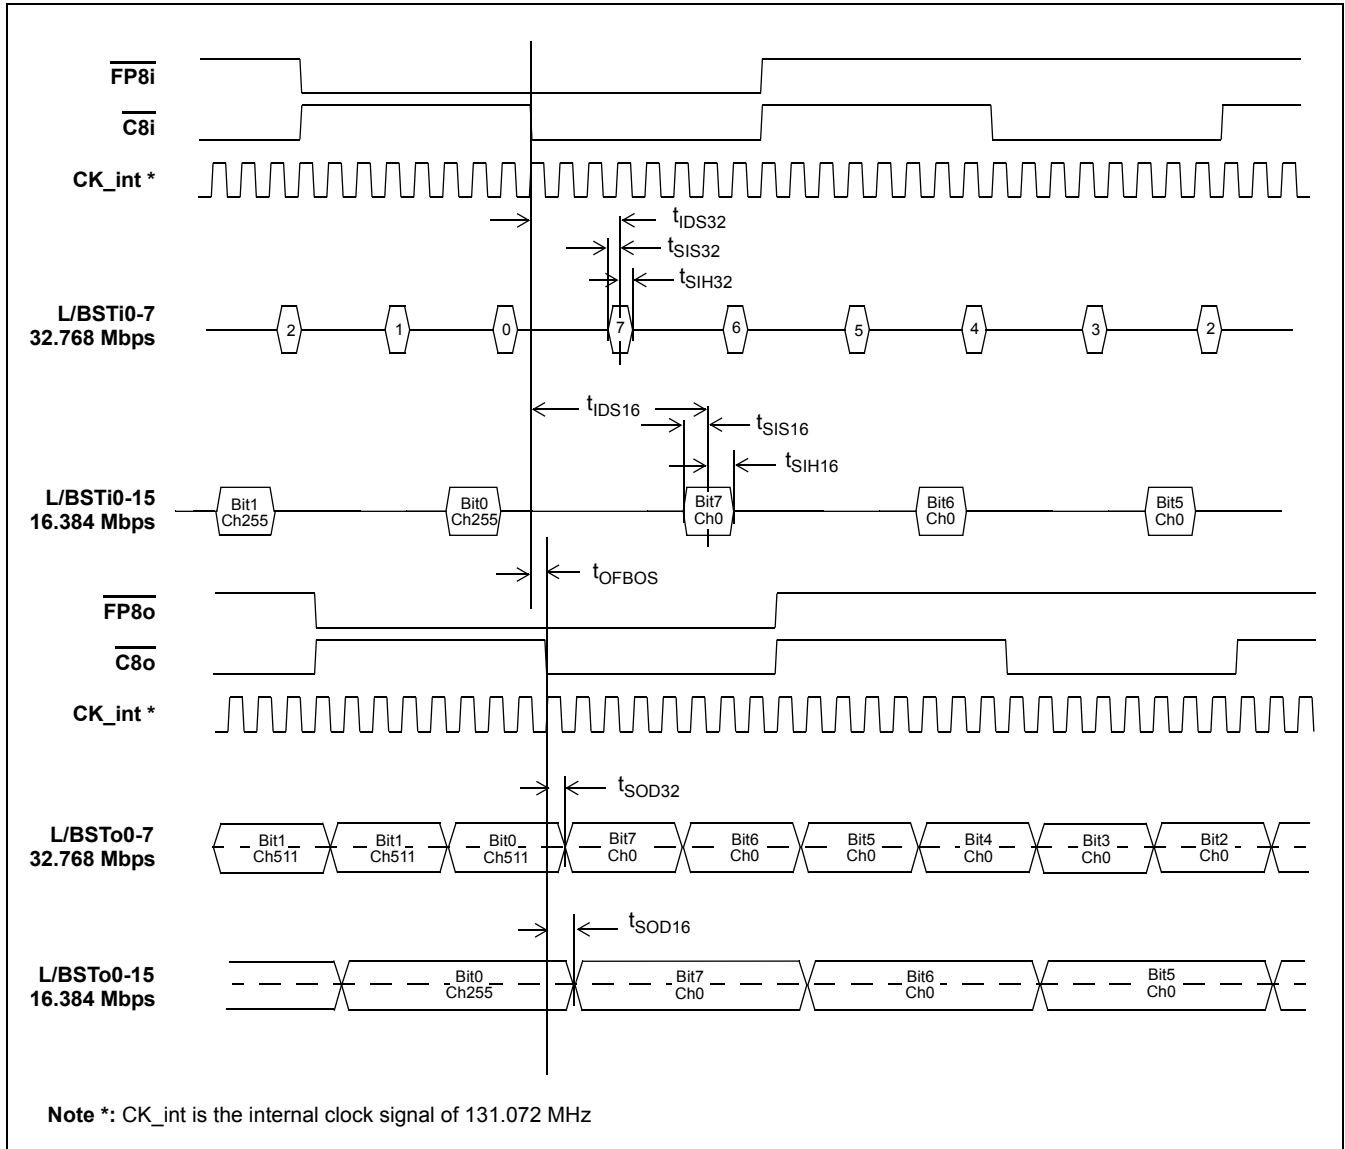 FP8i
C8i
CK_int *
tIDS32
tSIS32
tSIH32
L/BSTi0-7
32.768 Mbps
2 1 0 7 6 5 4 3 2
tIDS16
tSIS16
tSIH16
L/BSTi0-15
16.384 Mbps
Bit1
Ch255
Bit0
Ch255
Bit7
Ch0
Bit6
Ch0
Bit5
Ch0
tOFBOS
FP8o
C8o
CK_int *
tSOD32
L/BSTo0-7
32.768 Mbps
Bit1
Ch511
Bit1
Ch511
Bit0
Ch511
Bit7
Ch0
Bit6
Ch0
Bit5
Ch0
Bit4
Ch0
Bit3
Ch0
Bit2
Ch0
tSOD16
L/BSTo0-15
16.384 Mbps
Bit0
Ch255
Bit7
Ch0
Bit6
Ch0
Bit5
Ch0
Note *: CK_int is the internal clock signal of 131.072 MHz